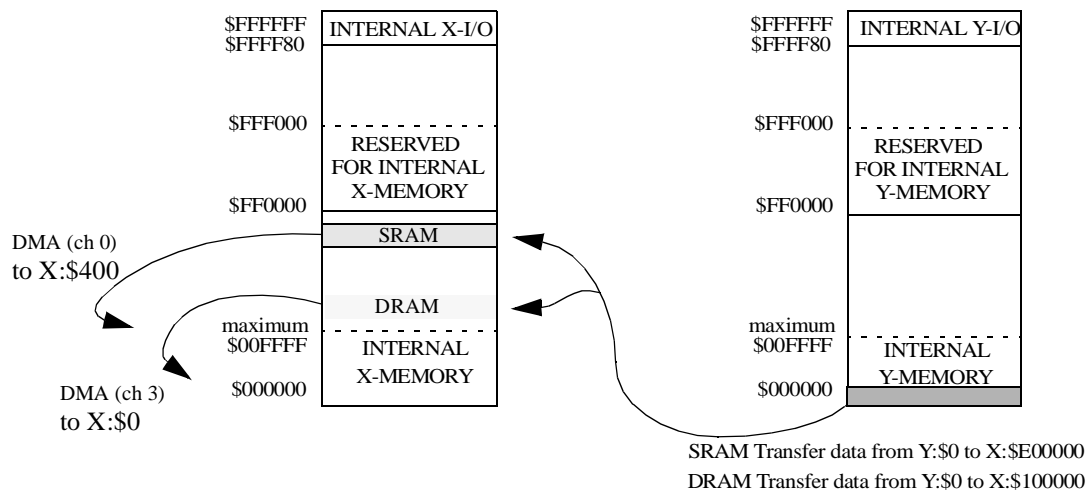 $FFFFFF
INTERNAL X-I/O
$FFFF80
$FFF000
RESERVED
FOR INTERNAL
X-MEMORY
$FF0000
SRAM
DMA (ch 0)
to X:$400
DRAM
maximum
$00FFFF
INTERNAL
X-MEMORY
$000000
DMA (ch 3)
to X:$0
$FFFFFF
INTERNAL Y-I/O
$FFFF80
$FFF000
RESERVED
FOR INTERNAL
Y-MEMORY
$FF0000
maximum
$00FFFF
INTERNAL
Y-MEMORY
$000000
SRAM Transfer data from Y:$0 to X:$E00000
DRAM Transfer data from Y:$0 to X:$100000